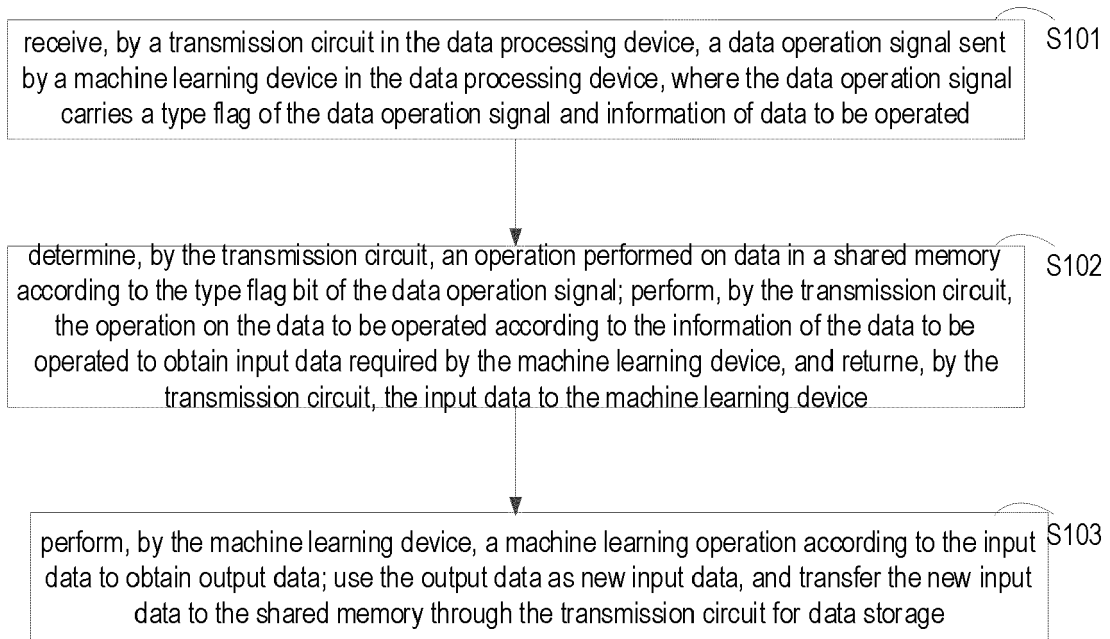 receive, by a transmission circuit in the data processing device, a data operation signal sent
by a machine learning device in the data processing device, where the data operation signal
carries a type flag of the data operation signal and information of data to be operated
S101
determine, by the transmission circuit, an operation performed on data in a shared memory
according to the type flag bit of the data operation signal; perform, by the transmission circuit,
the operation on the data to be operated according to the information of the data to be
operated to obtain input data required by the machine learning device, and returne, by the
transmission circuit, the input data to the machine learning device
S102
perform, by the machine learning device, a machine learning operation according to the input
data to obtain output data; use the output data as new input data, and transfer the new input
data to the shared memory through the transmission circuit for data storage
S103